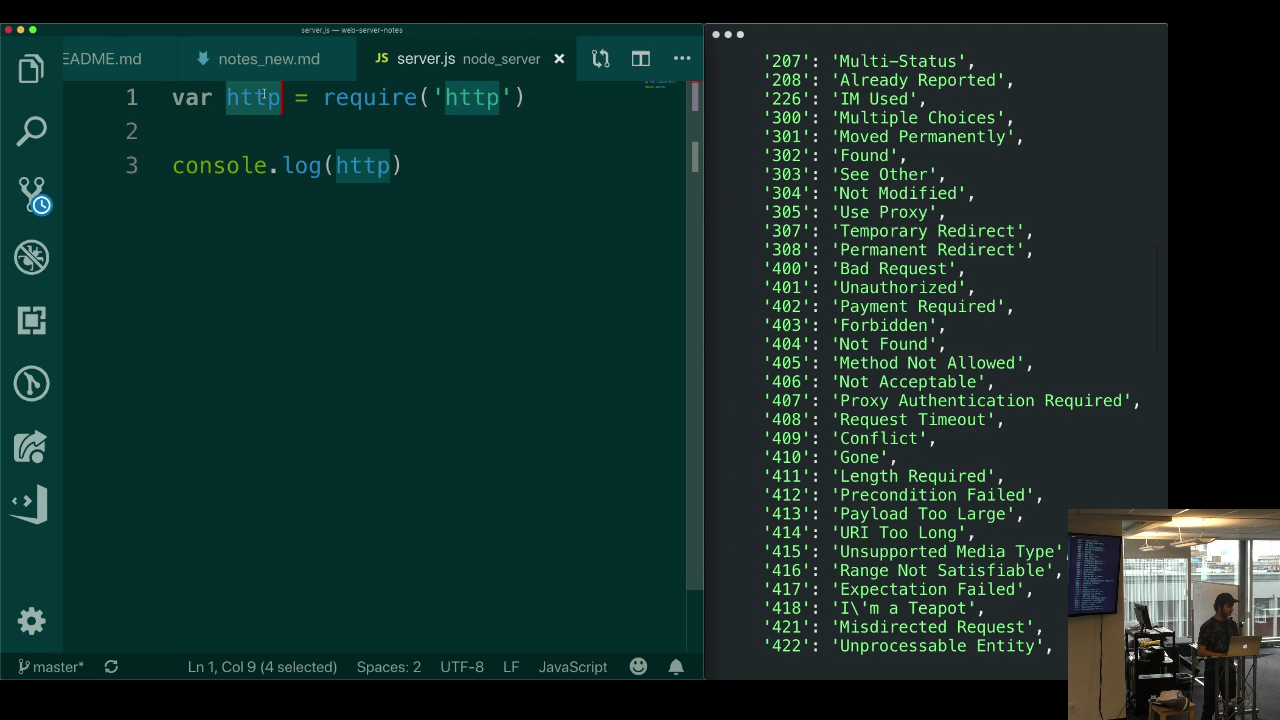 server.js — web-server-notes
EADME.md
notes_new.md
JS server.js node_server
1 var http = require('http')
2
3 console.log(http)
master*
Ln 1, Col 9 (4 selected)
Spaces: 2
UTF-8
LF
JavaScript
'207': 'Multi-Status',
'208': 'Already Reported',
'226': 'IM Used',
'300': 'Multiple Choices',
'301': 'Moved Permanently',
'302': 'Found',
'303': 'See Other',
'304': 'Not Modified',
'305': 'Use Proxy',
'307': 'Temporary Redirect',
'308': 'Permanent Redirect',
'400': 'Bad Request',
'401': 'Unauthorized',
'402': 'Payment Required',
'403': 'Forbidden',
'404': 'Not Found',
'405': 'Method Not Allowed',
'406': 'Not Acceptable',
'407': 'Proxy Authentication Required',
'408': 'Request Timeout',
'409': 'Conflict',
'410': 'Gone',
'411': 'Length Required',
'412': 'Precondition Failed',
'413': 'Payload Too Large',
'414': 'URI Too Long',
'415': 'Unsupported Media Type'
'416': 'Range Not Satisfiable',
'417': 'Expectation Failed',
'418': 'I\'m a Teapot',
'421': 'Misdirected Request',
'422': 'Unprocessable Entity',